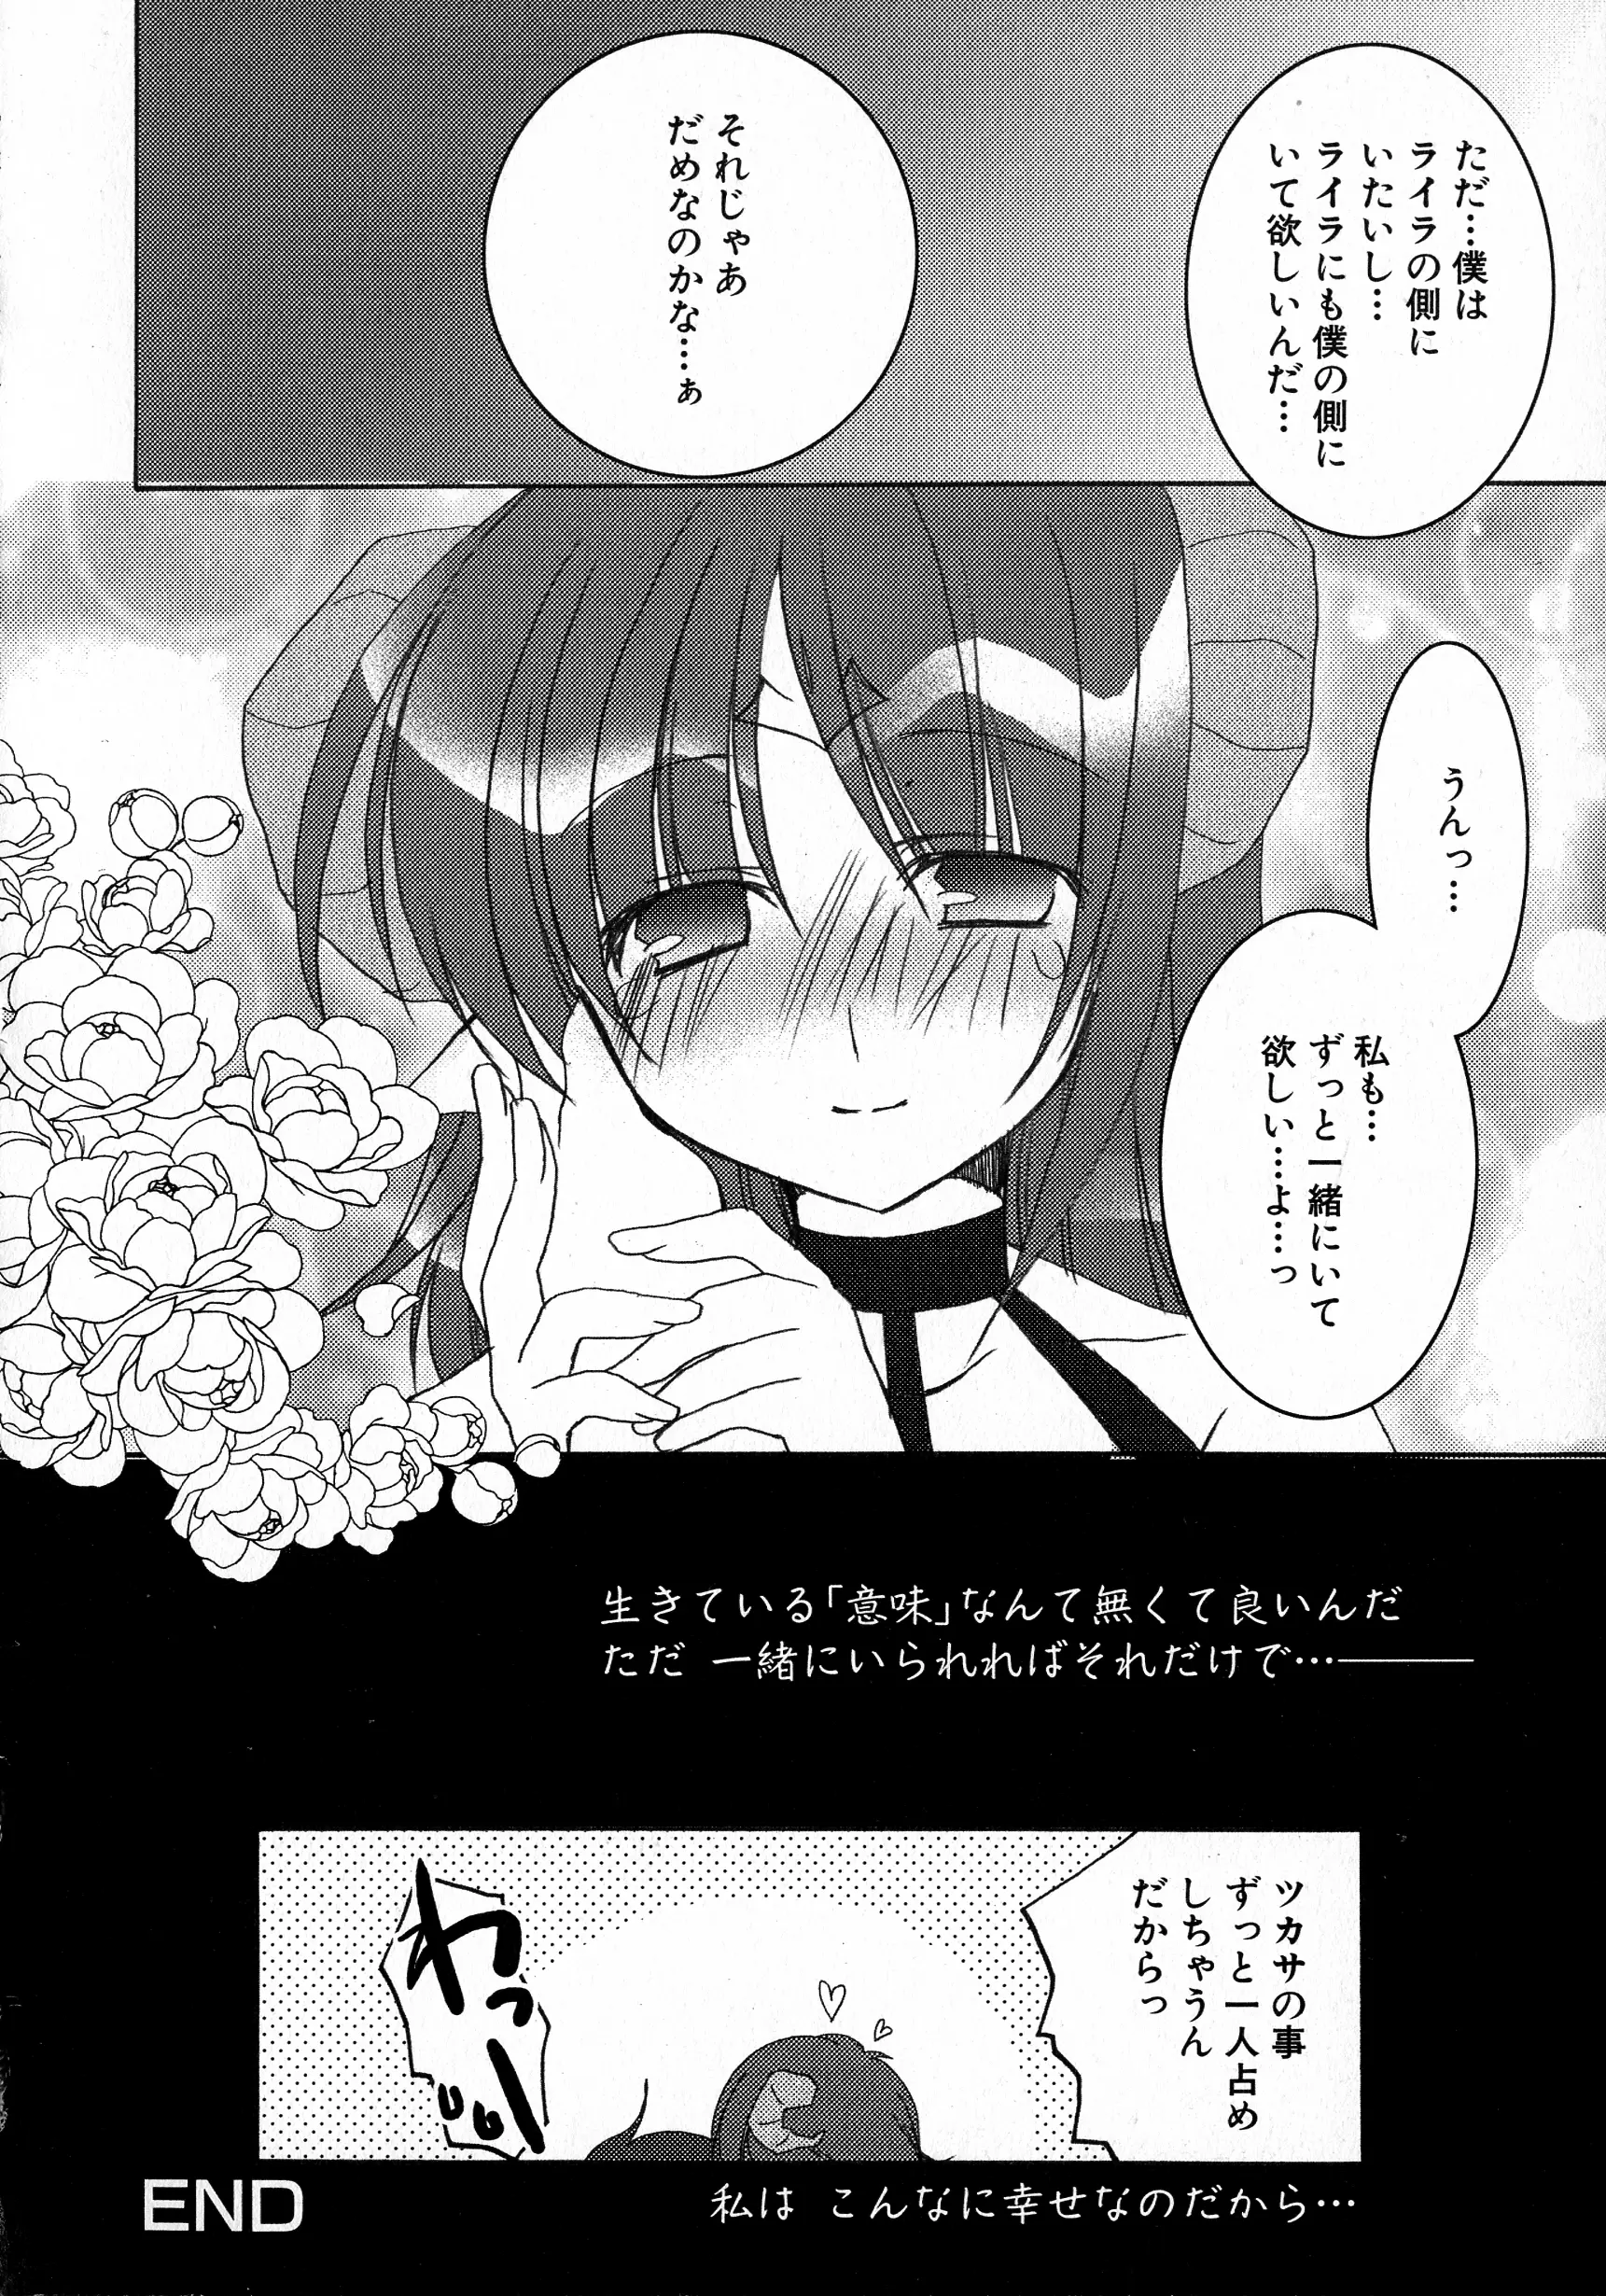 ただ…僕は
ライラの側に
いたいし…
ライラにも僕の側に
いて欲しいんだ…
それじゃあ
だめなのかな…ぁ
うんっ…
私も…
ずっと一緒にいて
欲しい…よ…っ
生きている「意味」なんて無くて良いんだ
ただ 一緒にいられればそれだけで…―――
ツカサの事
ずっと一人占め
しちゃうん
だからっ
わっ
私は こんなに幸せなのだから…
END